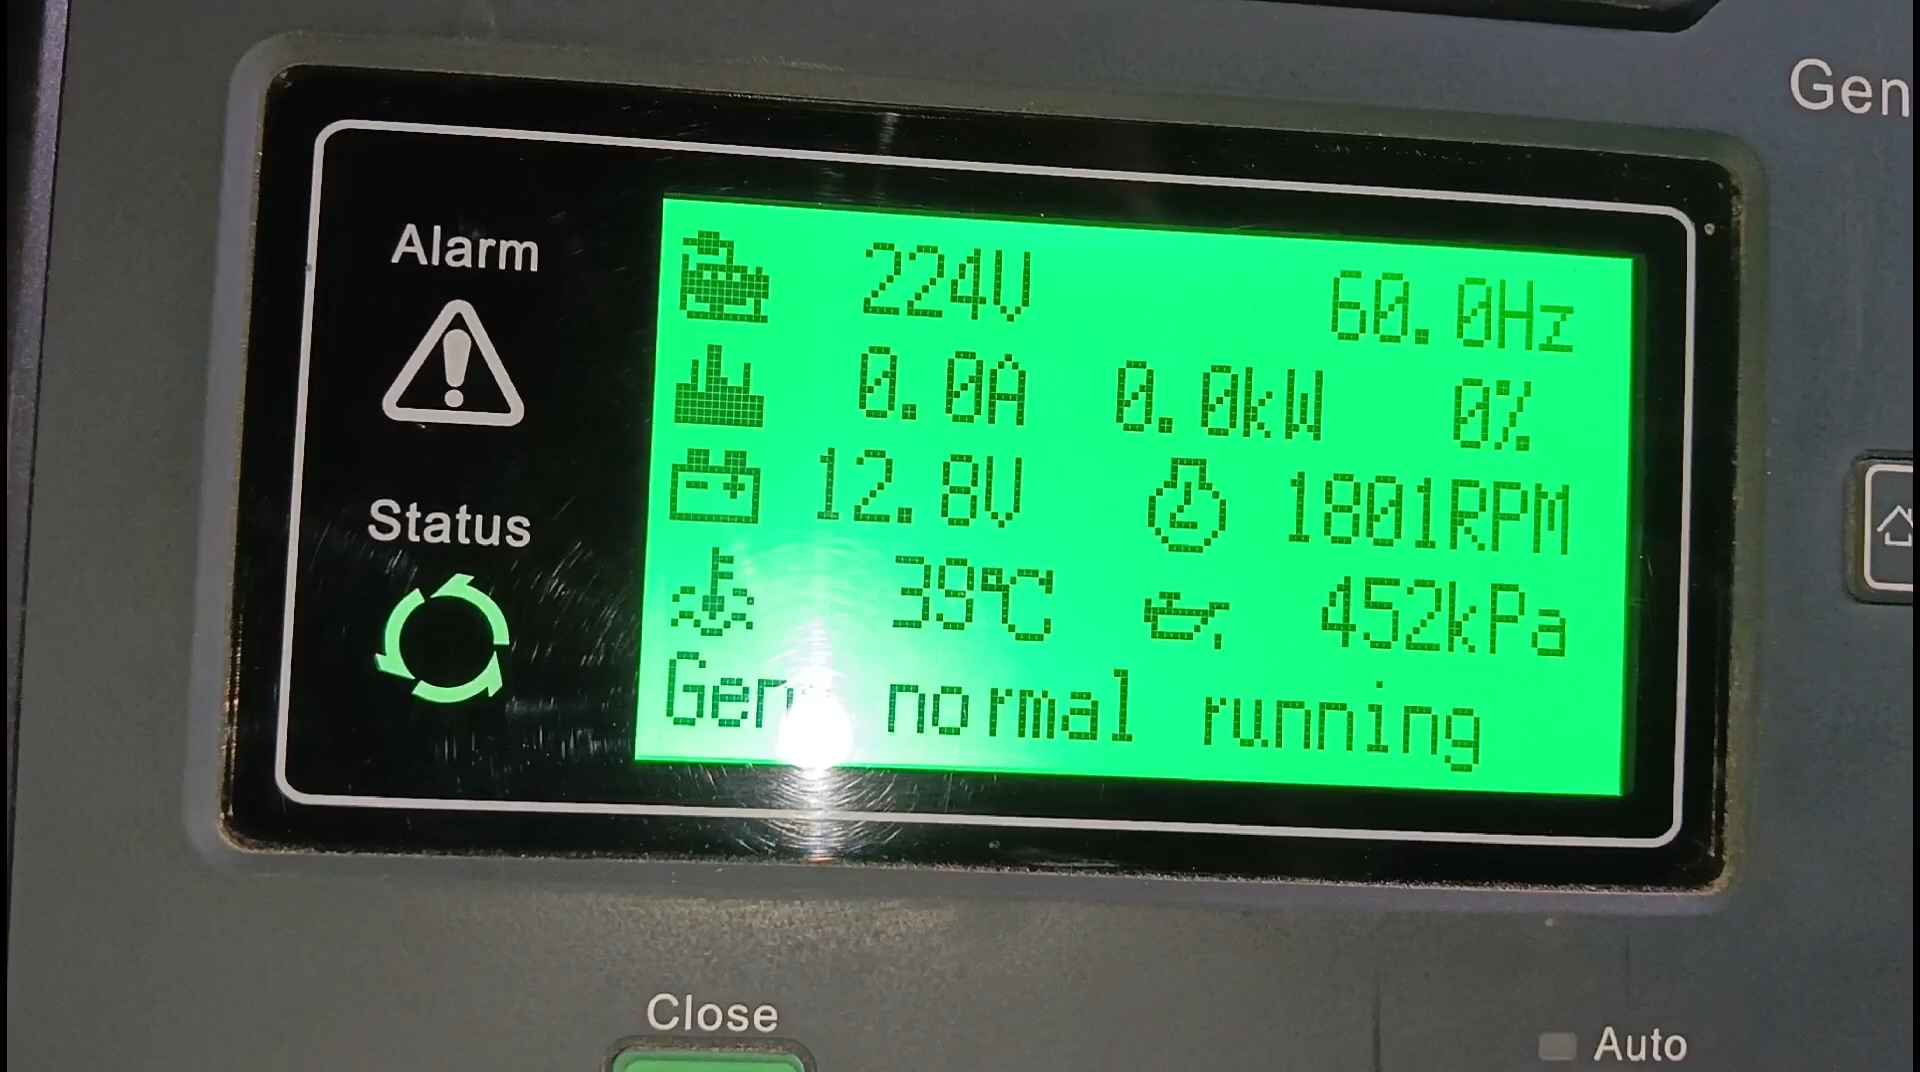 Gen
Alarm
Status
224V 60.0Hz
0.0A 0.0kW 0%
12.8V 1801RPM
39℃ 452kPa
Gens normal running
Close
Auto